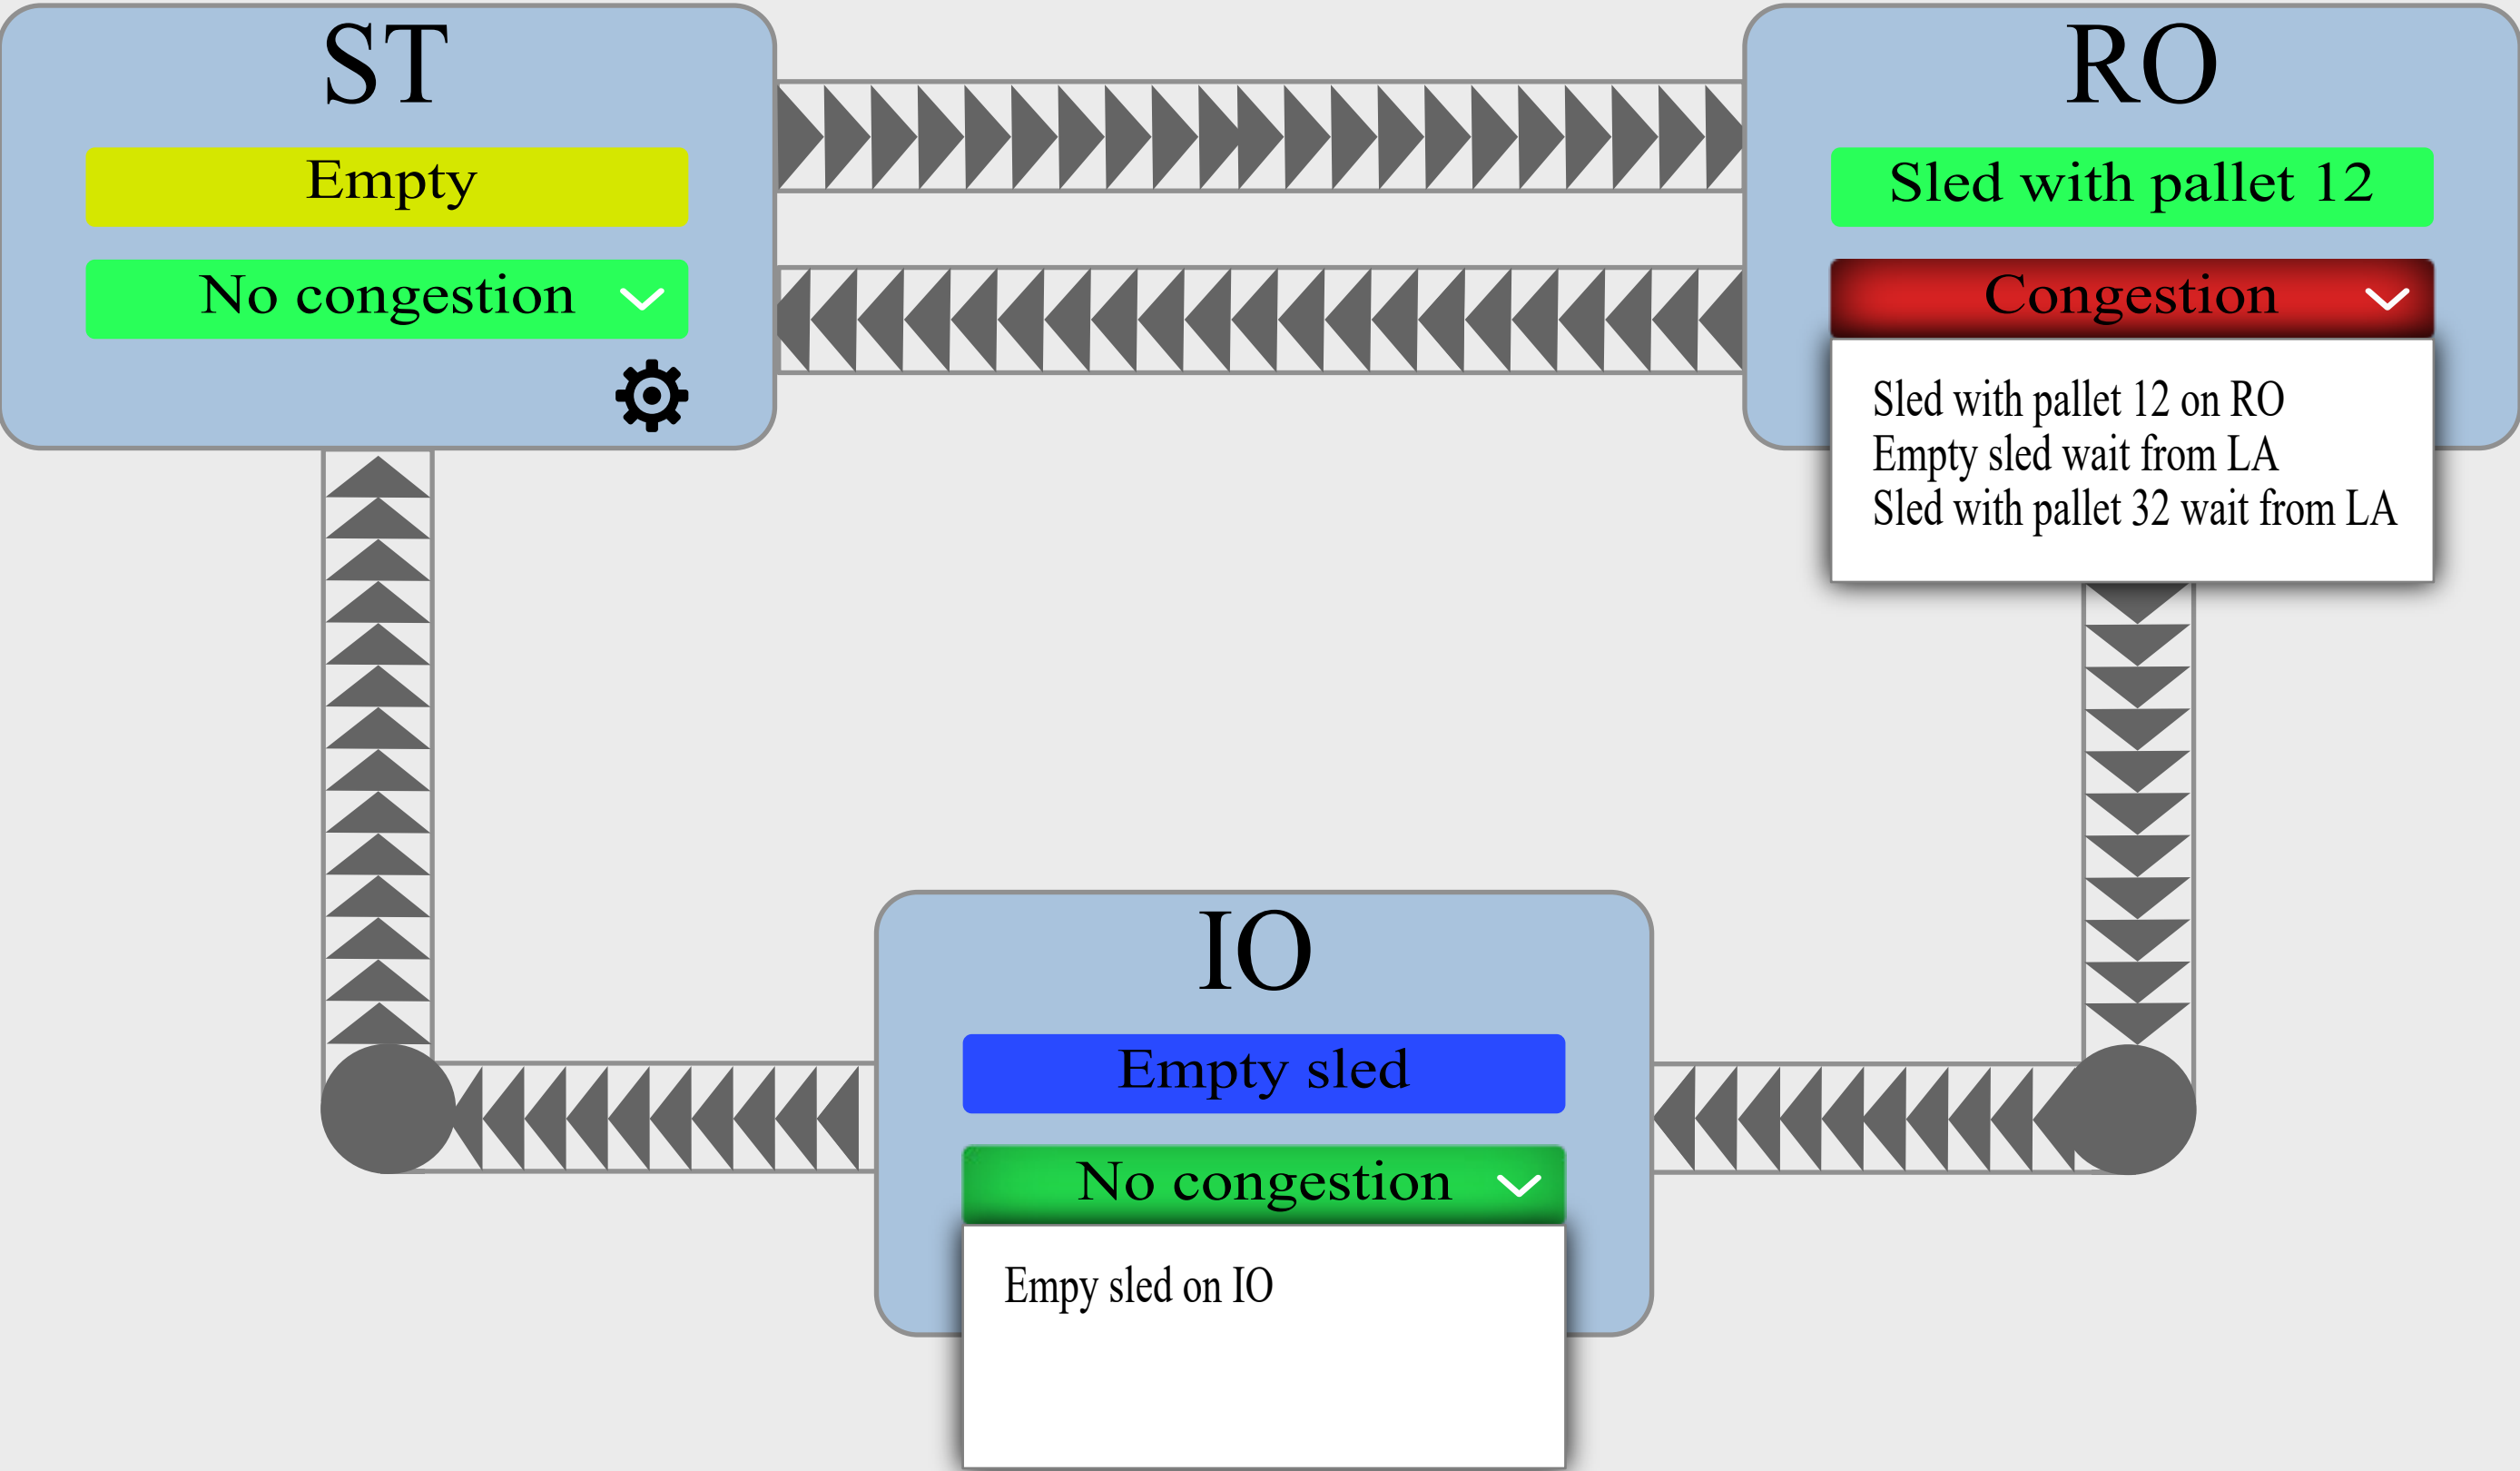 ST
Empty
No congestion
RO
Sled with pallet 12
Congestion
Sled with pallet 12 on RO
Empty sled wait from LA
Sled with pallet 32 wait from LA
IO
Empty sled
No congestion
Empy sled on IO